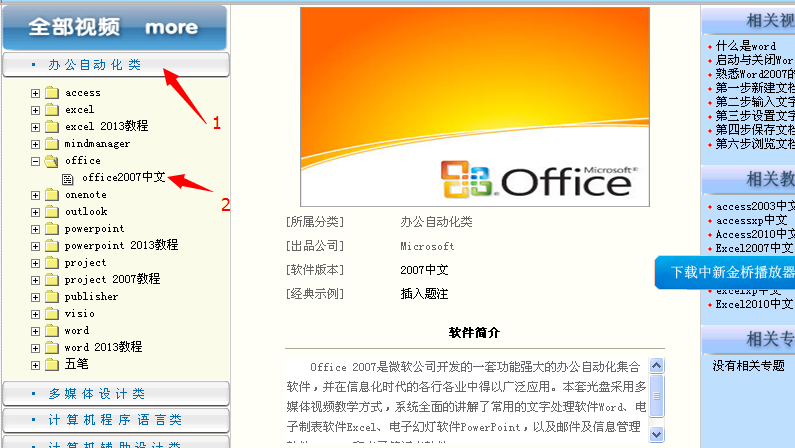 全部视频 more
办公自动化类
1
access
excel
excel 2013教程
mindmanager
office
office2007中文
2
onenote
outlook
powerpoint
powerpoint 2013教程
project
project 2007教程
publisher
visio
word
word 2013教程
五笔
多媒体设计类
计算机程序语言类
计算机辅助设计类
Microsoft®
Office
[所属分类] 办公自动化类
[出品公司] Microsoft
[软件版本] 2007中文
[经典示例] 插入题注
软件简介
Office 2007是微软公司开发的一套功能强大的办公自动化集合
软件，并在信息化时代的各行各业中得以广泛应用。本套光盘采用多
媒体视频教学方式，系统全面的讲解了常用的文字处理软件Word、电
子制表软件Excel、电子幻灯软件PowerPoint，以及邮件及信息管理
相关视
什么是word
启动与关闭Wor
熟悉Word2007的
第一步新建文档
第二步输入文字
第三步设置文字
第四步保存文档
第六步浏览文档
相关教
access2003中文
accessxp中文
Access2010中文
Excel2007中文
下载中新金桥播放器
excelxp中文
Excel2010中文
相关专
没有相关专题